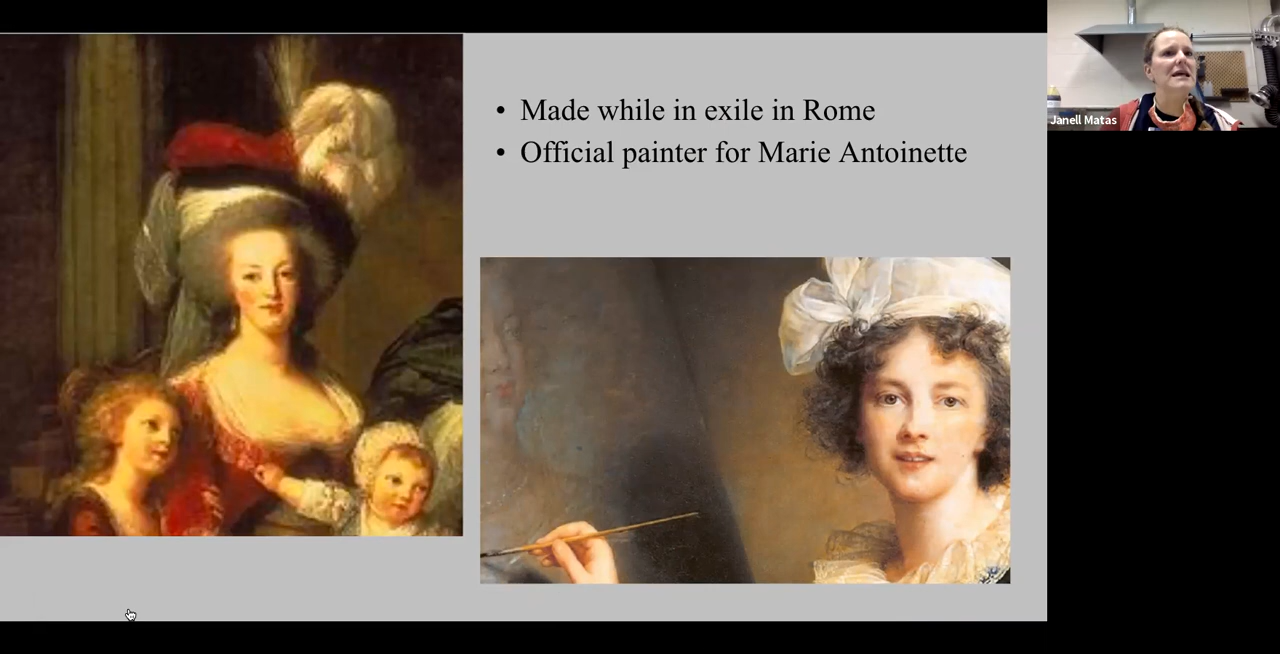 • Made while in exile in Rome
• Official painter for Marie Antoinette
Janell Matas